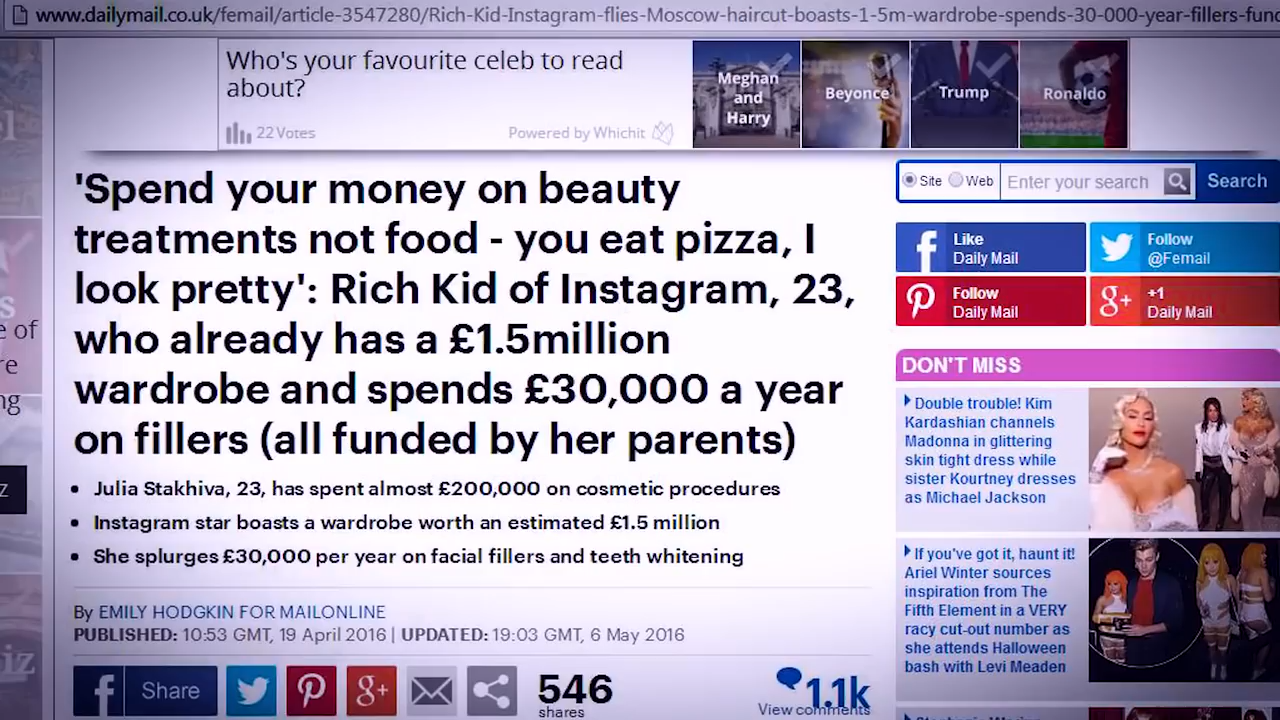 www.dailymail.co.uk/femail/article-3547280/Rich-Kid-Instagram-flies-Moscow-haircut-boasts-1-5m-wardrobe-spends-30-000-year-fillers-fund
Who's your favourite celeb to read
about?
22 Votes
Powered by Whichit
Meghan
and
Harry
Beyonce
Trump
Ronaldo
'Spend your money on beauty
treatments not food - you eat pizza, I
look pretty': Rich Kid of Instagram, 23,
who already has a £1.5million
wardrobe and spends £30,000 a year
on fillers (all funded by her parents)
• Julia Stakhiva, 23, has spent almost £200,000 on cosmetic procedures
• Instagram star boasts a wardrobe worth an estimated £1.5 million
• She splurges £30,000 per year on facial fillers and teeth whitening
By EMILY HODGKIN FOR MAILONLINE
PUBLISHED: 10:53 GMT, 19 April 2016 | UPDATED: 19:03 GMT, 6 May 2016
Share
546
shares
1.1k
View comments
Site
Web
Enter your search
Search
Like
Daily Mail
Follow
@Femail
Follow
Daily Mail
g+
+1
Daily Mail
DON'T MISS
Double trouble! Kim
Kardashian channels
Madonna in glittering
skin tight dress while
sister Kourtney dresses
as Michael Jackson
If you've got it, haunt it!
Ariel Winter sources
inspiration from The
Fifth Element in a VERY
racy cut-out number as
she attends Halloween
bash with Levi Meaden